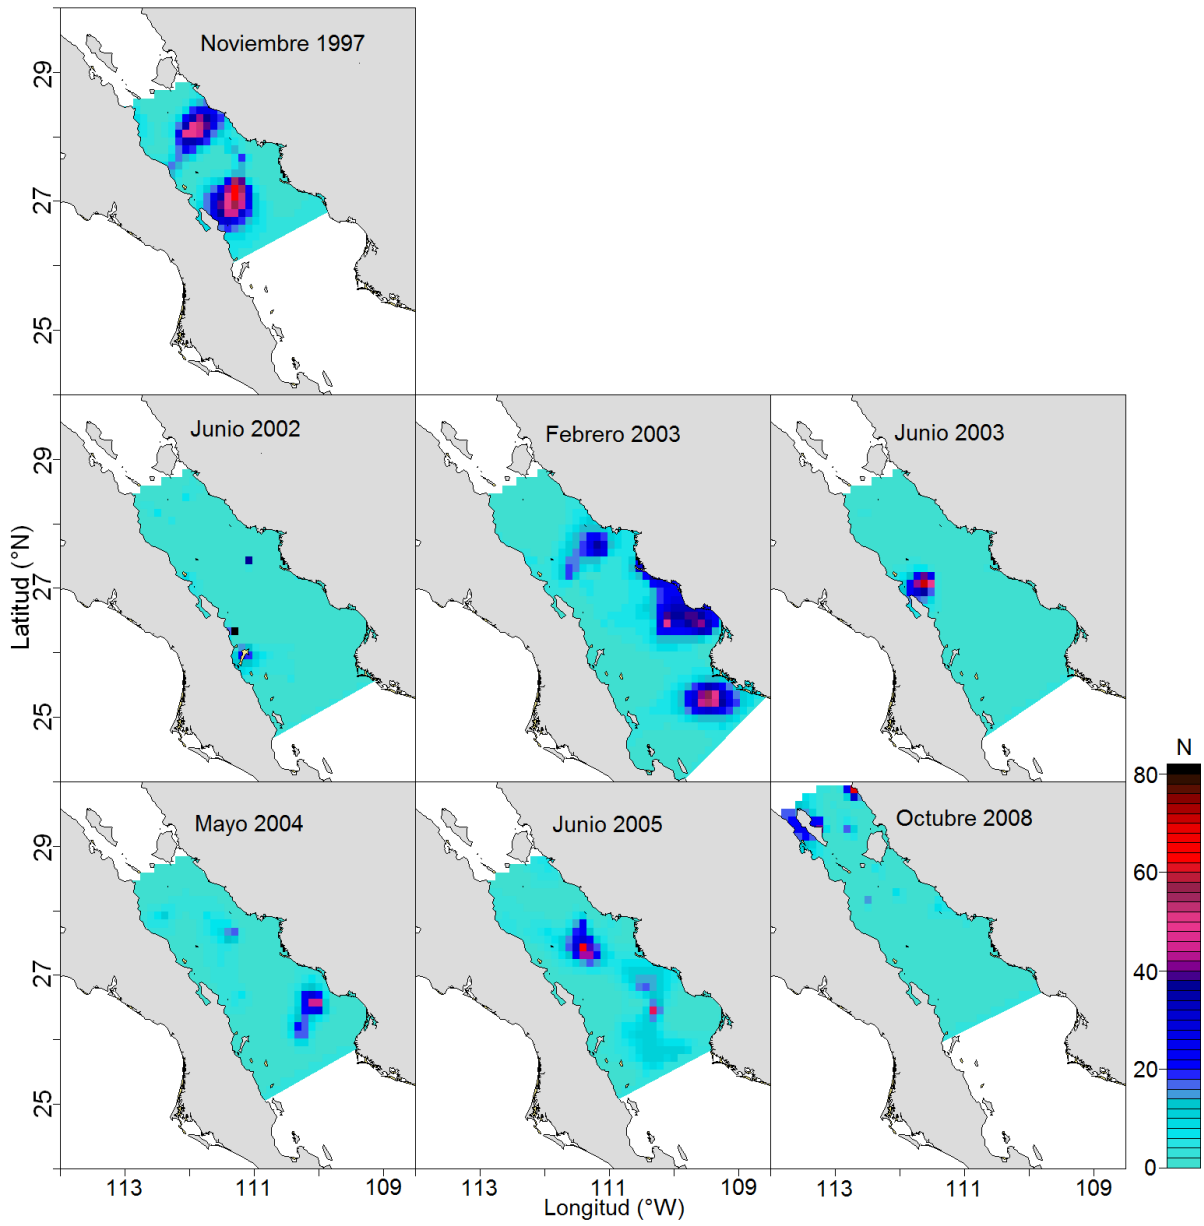 Noviembre 1997
29
27
25
Junio 2002
Febrero 2003
Junio 2003
29
27
25
Latitud (°N)
Mayo 2004
Junio 2005
Octubre 2008
29
27
25
N
80
60
40
20
0
113
111
109
113
111
109
113
111
109
Longitud (°W)